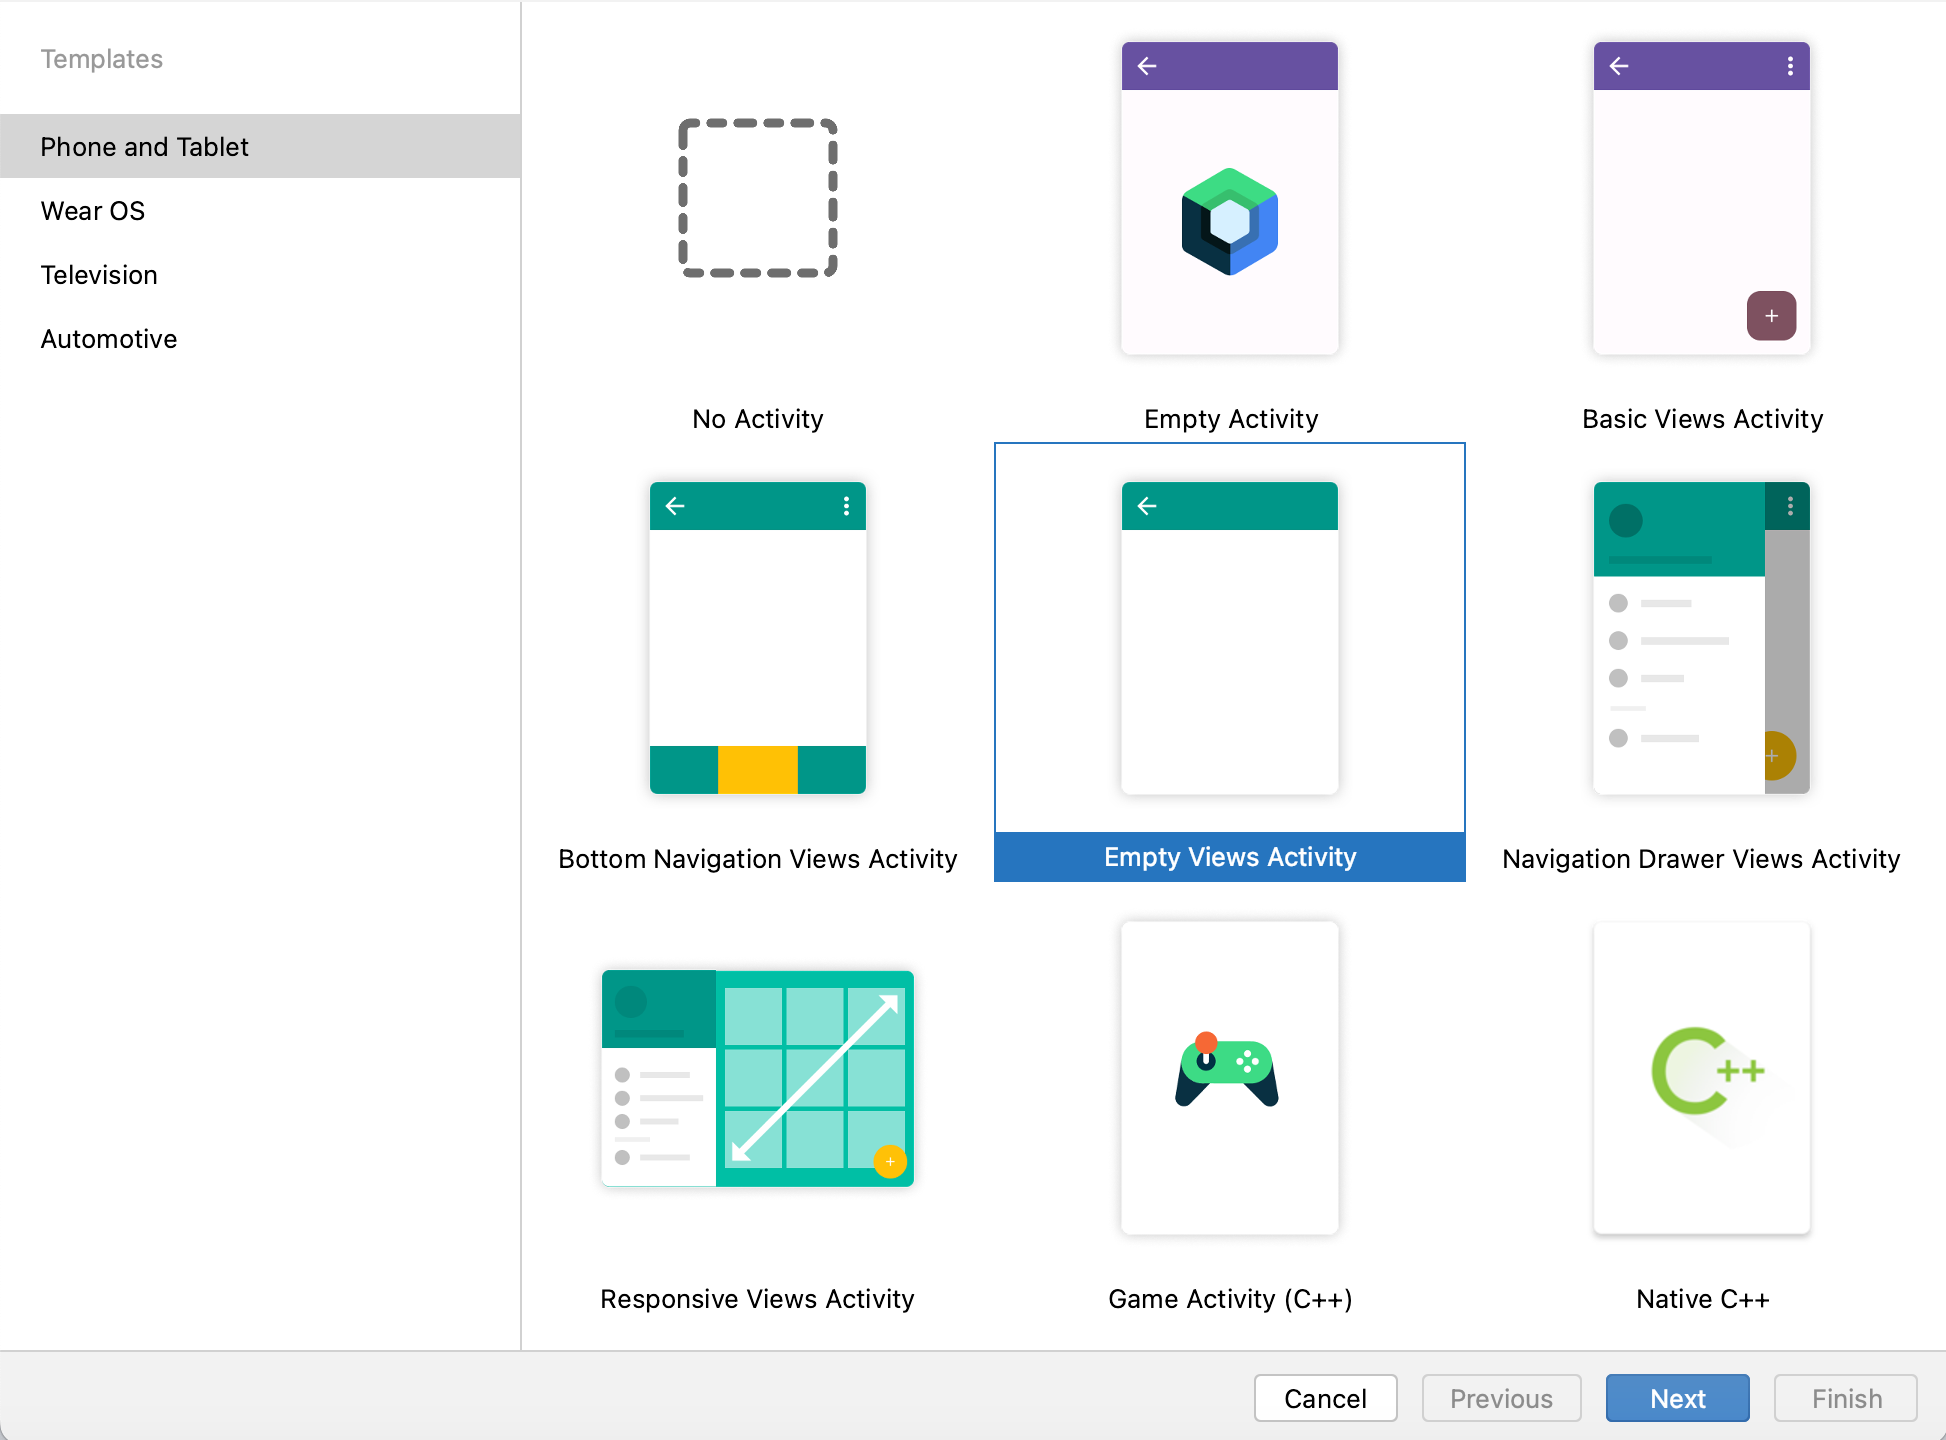 Templates
Phone and Tablet
Wear OS
Television
Automotive
No Activity
Empty Activity
Basic Views Activity
Bottom Navigation Views Activity
Empty Views Activity
Navigation Drawer Views Activity
Responsive Views Activity
Game Activity (C++)
C++
Native C++
Cancel
Previous
Next
Finish